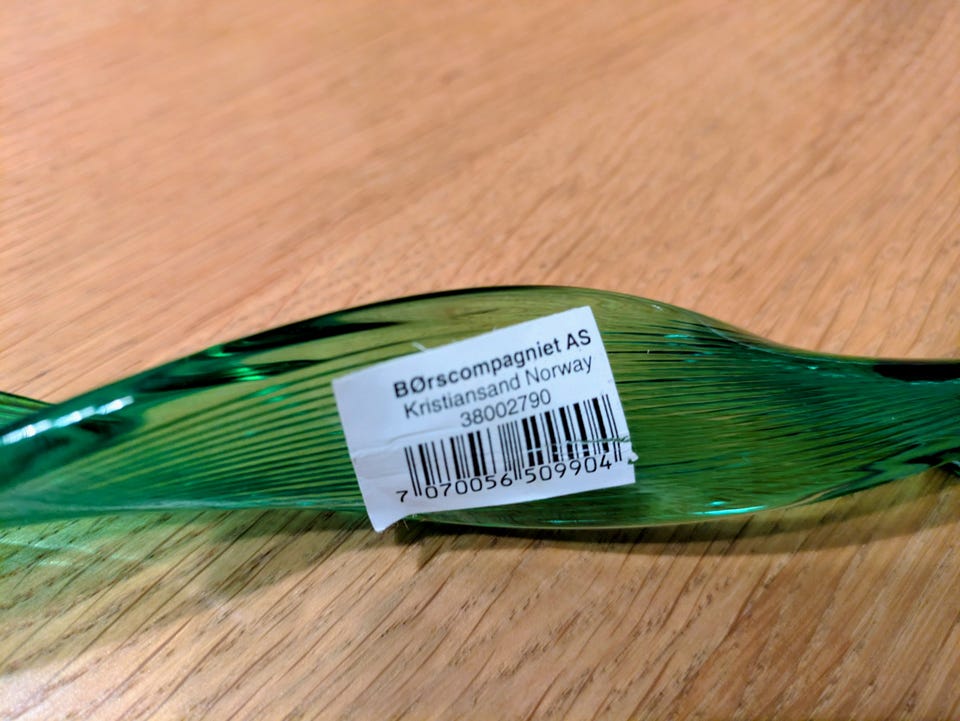 BØrscompagniet AS
Kristiansand Norway
38002790
7 070056 509904